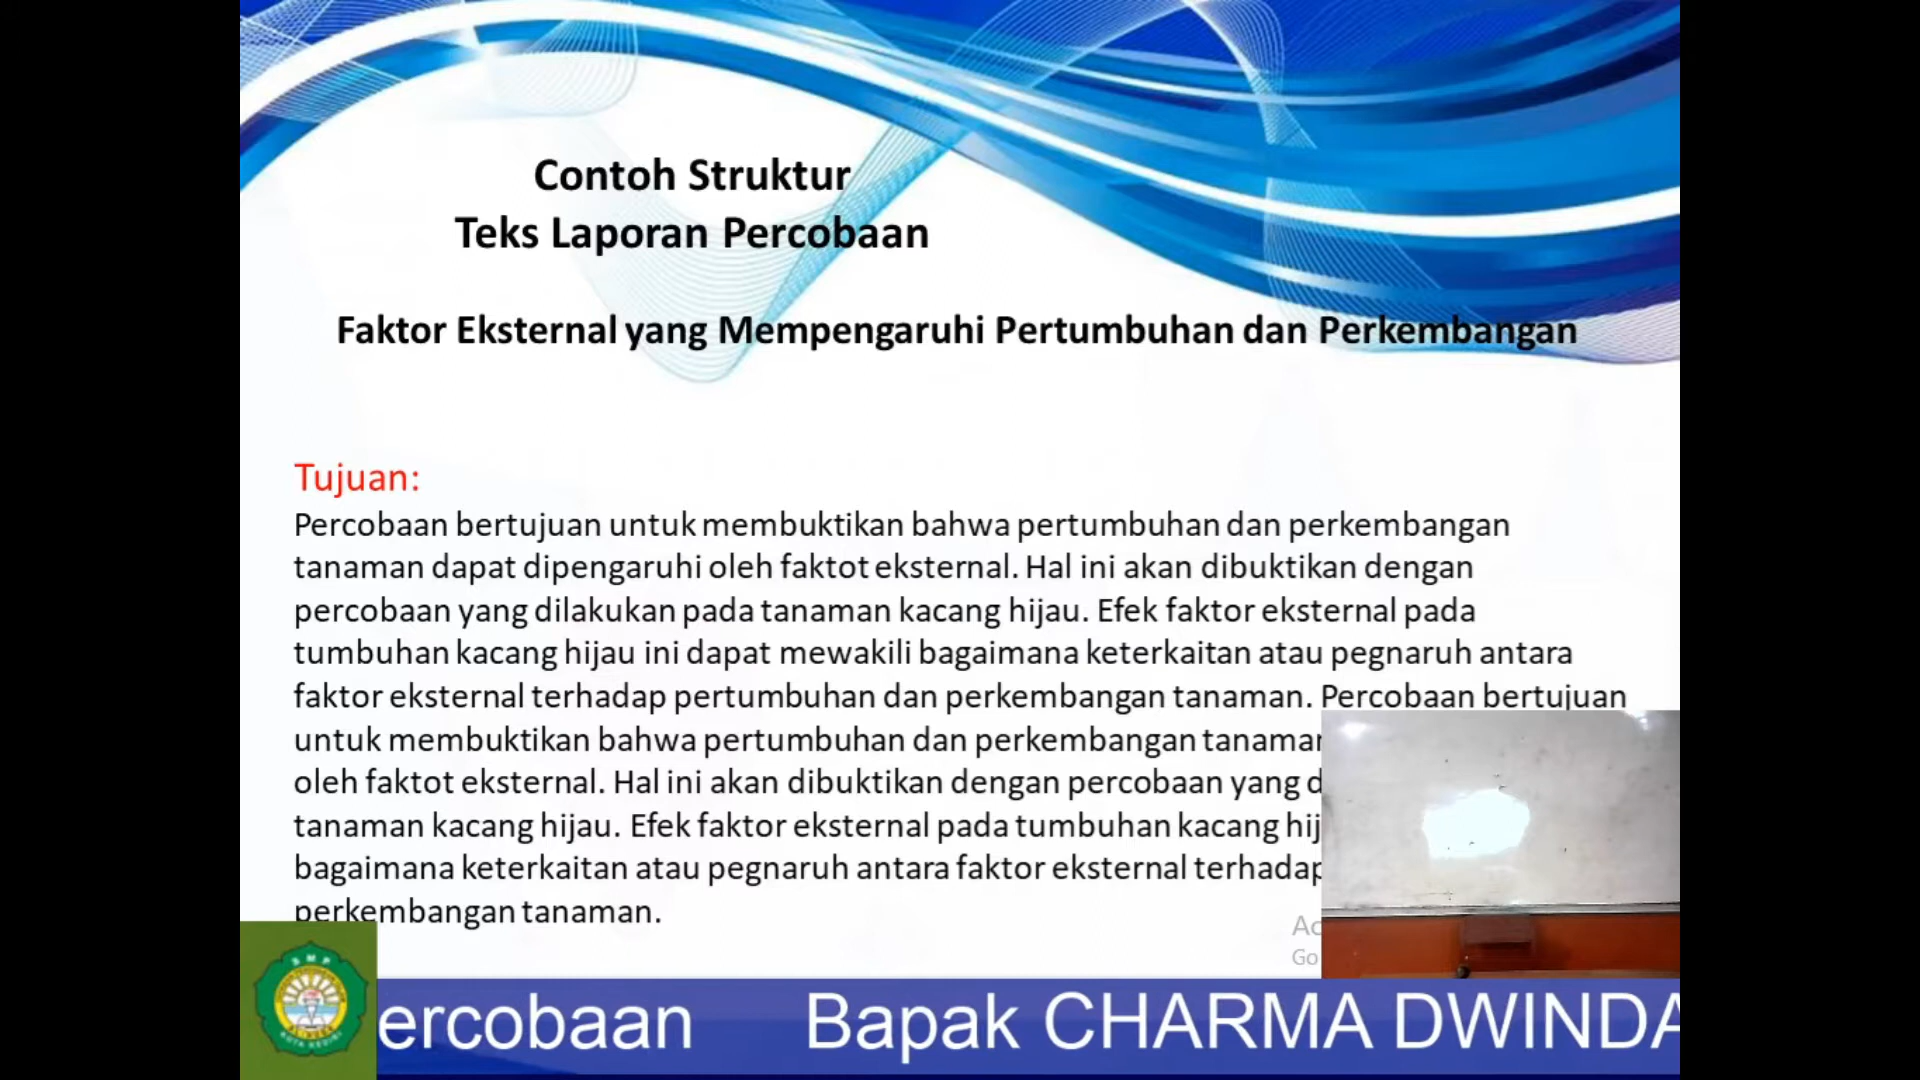 Contoh Struktur
Teks Laporan Percobaan
Faktor Eksternal yang Mempengaruhi Pertumbuhan dan Perkembangan
Tujuan:
Percobaan bertujuan untuk membuktikan bahwa pertumbuhan dan perkembangan
tanaman dapat dipengaruhi oleh faktot eksternal. Hal ini akan dibuktikan dengan
percobaan yang dilakukan pada tanaman kacang hijau. Efek faktor eksternal pada
tumbuhan kacang hijau ini dapat mewakili bagaimana keterkaitan atau pegnaruh antara
faktor eksternal terhadap pertumbuhan dan perkembangan tanaman. Percobaan bertujuan
untuk membuktikan bahwa pertumbuhan dan perkembangan
oleh faktot eksternal. Hal ini akan dibuktikan dengan percobaan yang
tanaman kacang hijau. Efek faktor eksternal pada tumbuhan kacang
bagaimana keterkaitan atau pegnaruh antara faktor eksternal
perkembangan tanaman.
Go
SMP
ercobaan Bapak CHARMA DWINDA